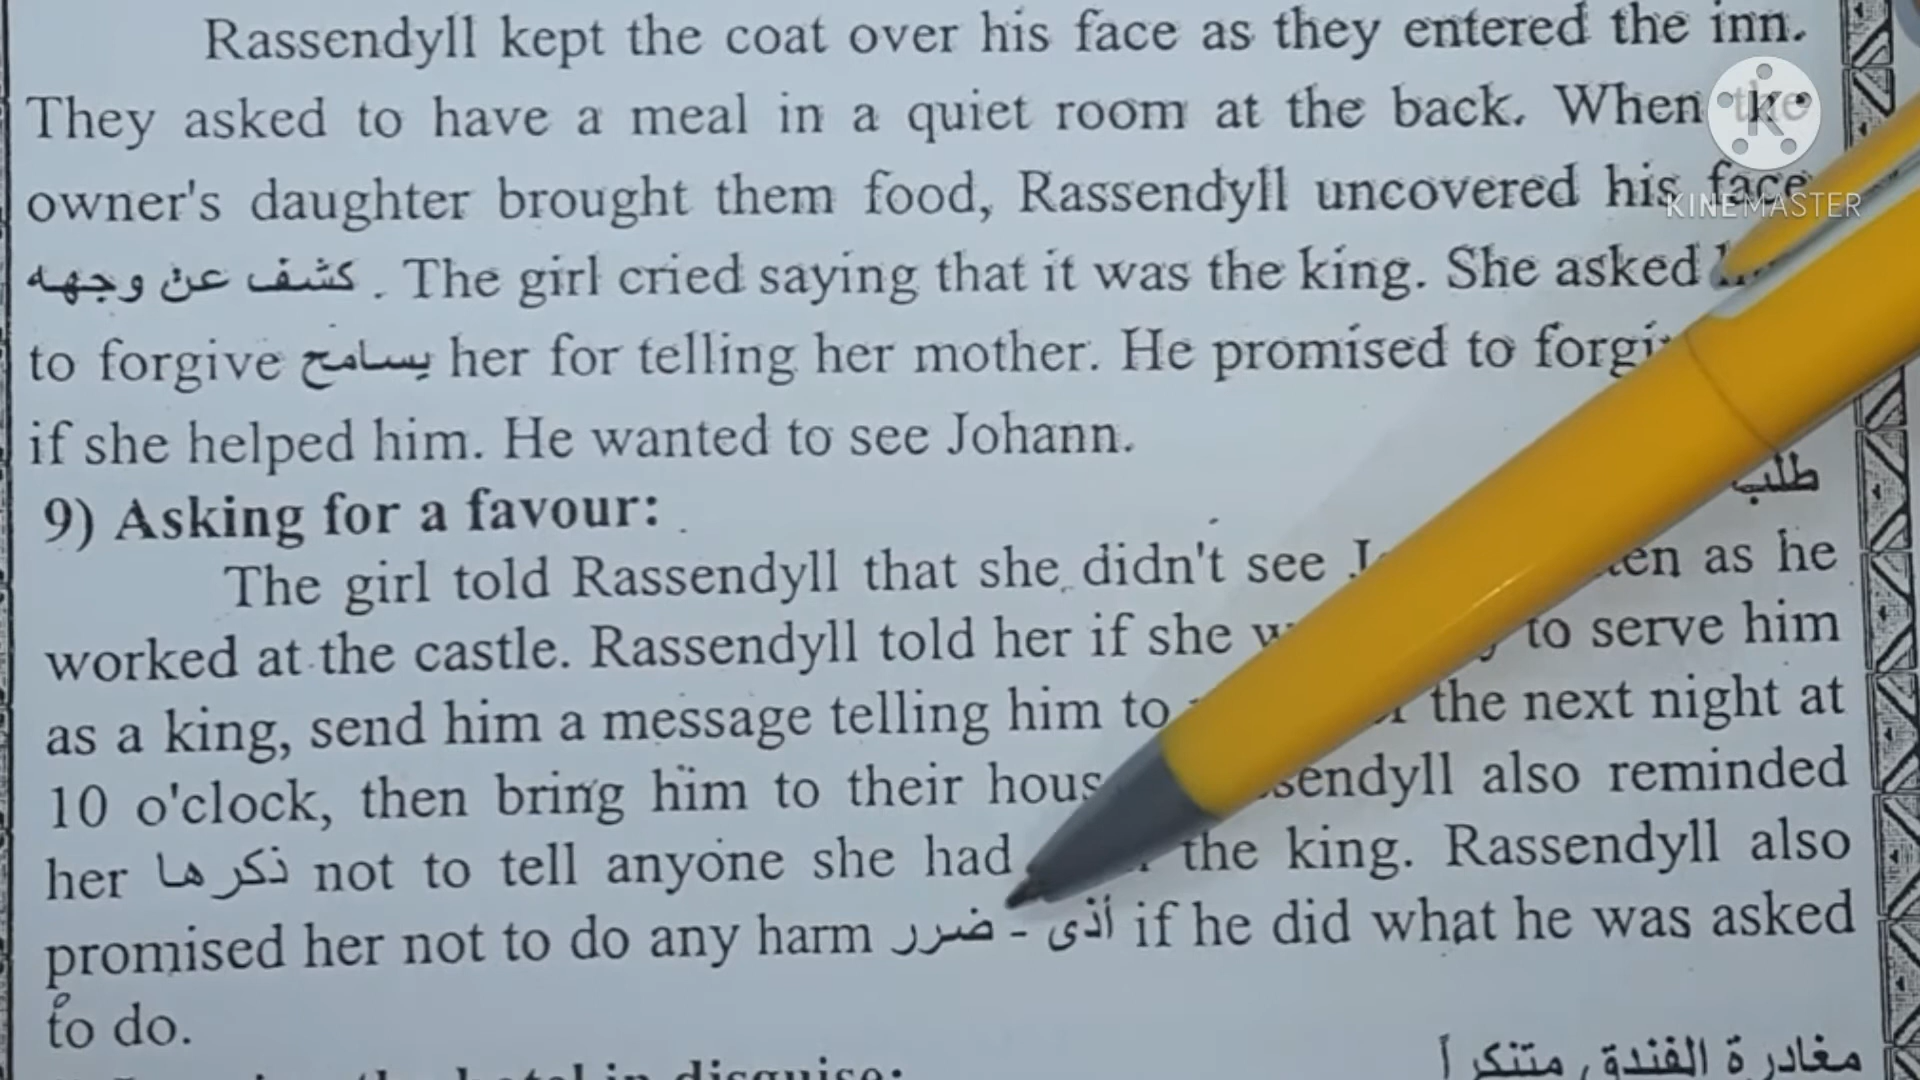 Rassendyll kept the coat over his face as they entered the inn.
They asked to have a meal in a quiet room at the back. When the
owner's daughter brought them food, Rassendyll uncovered his face
KINEMASTER
كشف عن وجهه . The girl cried saying that it was the king. She asked
to forgive يسامح her for telling her mother. He promised to
if she helped him. He wanted to see Johann.
طلب
9) Asking for a favour:
The girl told Rassendyll that she didn't see as he
worked at the castle. Rassendyll told her if she to serve him
as a king, send him a message telling him to the next night at
10 o'clock, then bring him to their also reminded
her ذكرها not to tell anyone she had the king. Rassendyll also
promised her not to do any harm ضرر - أذى if he did what he was asked
to do.
in disguise:
مغادرة الفندق متنكرا